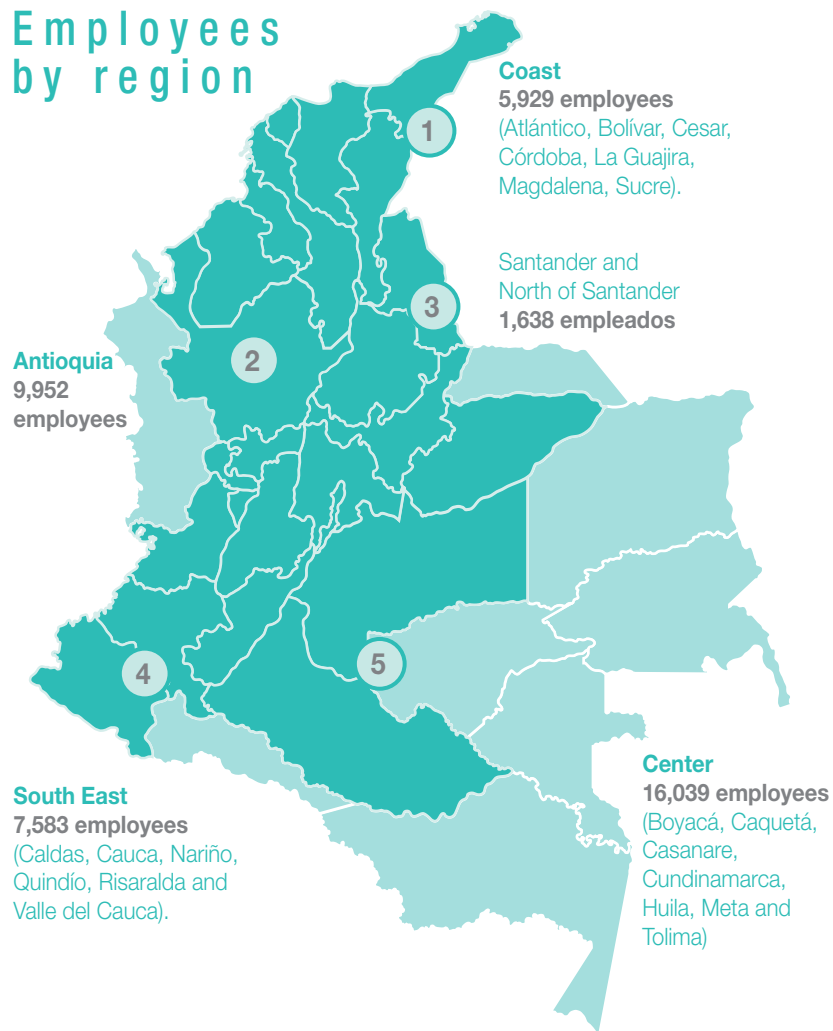 Employees
by region
Coast
5,929 employees
(Atlántico, Bolívar, Cesar,
Córdoba, La Guajira,
Magdalena, Sucre).
1
Santander and
North of Santander
1,638 empleados
3
2
Antioquia
9,952
employees
4
5
South East
7,583 employees
(Caldas, Cauca, Nariño,
Quindío, Risaralda and
Valle del Cauca).
Center
16,039 employees
(Boyacá, Caquetá,
Casanare,
Cundinamarca,
Huila, Meta and
Tolima)